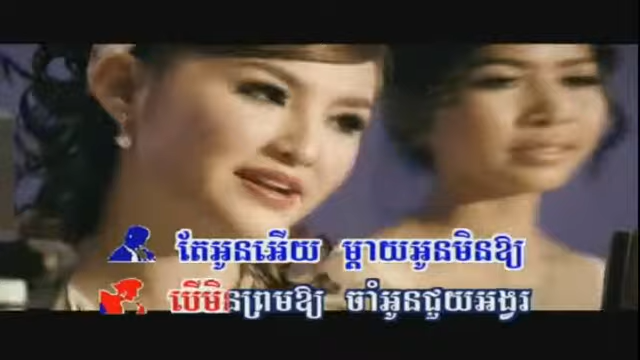 តែអូនអើយ ម្ដាយអូនមិនឱ្យ
បើមិនព្រមឱ្យ ចាំអូនជួយអង្វរ